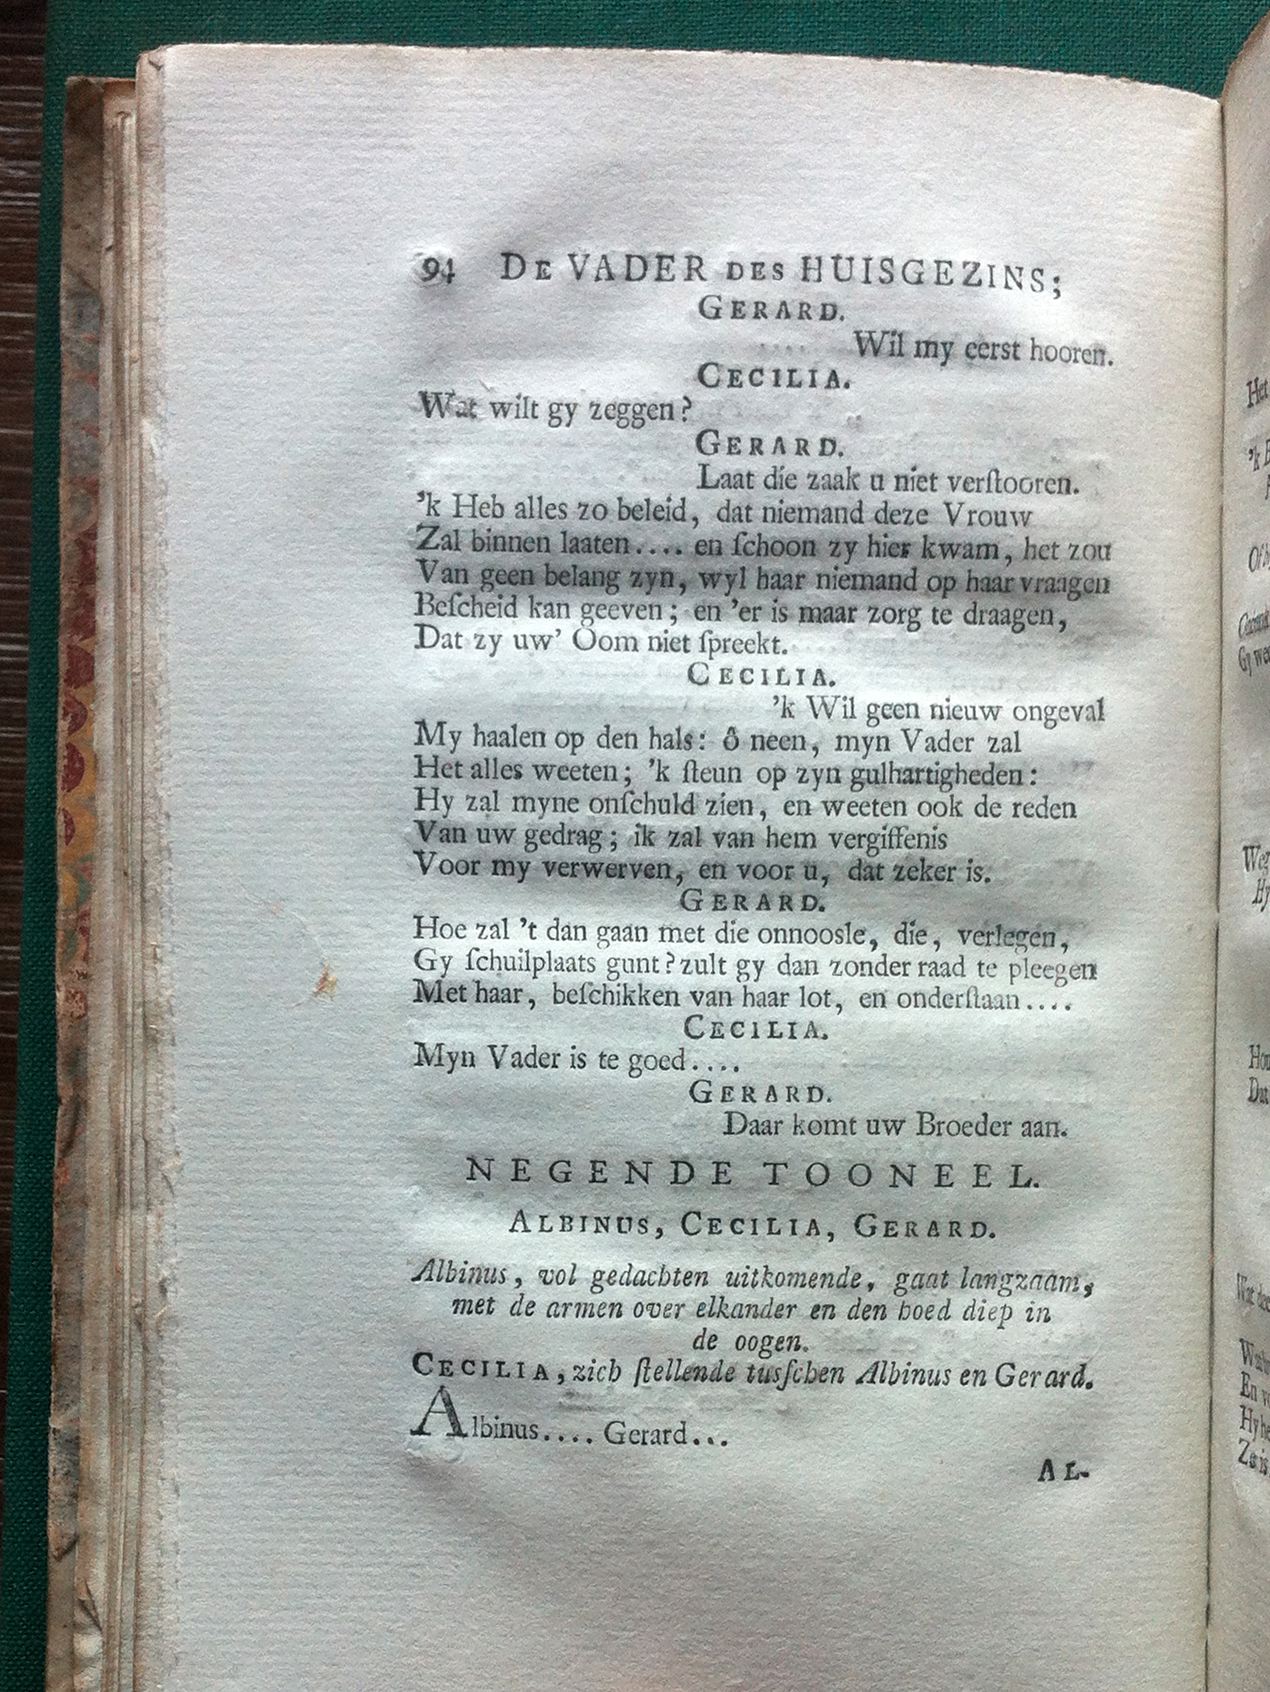 94 DE VADER DES HUISGEZINS;
GERARD.
Wil my eerst hooren.
CECILIA.
Wat wilt gy zeggen?
GERARD.
Laat die zaak u niet verſtooren.
'k Heb alles zo beleid, dat niemand deze Vrouw
Zal binnen laaten.... en ſchoon zy hier kwam, het zou
Van geen belang zyn, wyl haar niemand op haar vraagen
Beſcheid kan geeven; en 'er is maar zorg te draagen,
Dat zy uw' Oom niet ſpreekt.
CECILIA.
'k Wil geen nieuw ongeval
My haalen op den hals: ô neen, myn Vader zal
Het alles weeten; 'k ſteun op zyn gulhartigheden:
Hy zal myne onſchuld zien, en weeten ook de reden
Van uw gedrag; ik zal van hem vergiffenis
Voor my verwerven, en voor u, dat zeker is.
GERARD.
Hoe zal 't dan gaan met die onnoosle, die, verlegen,
Gy ſchuilplaats gunt? zult gy dan zonder raad te pleegen
Met haar, beſchikken van haar lot, en onderſtaan....
CECILIA.
Myn Vader is te goed....
GERARD.
Daar komt uw Broeder aan.
NEGENDE TOONEEL.
ALBINUS, CECILIA, GERARD.
Albinus, vol gedachten uitkomende, gaat langzaam,
met de armen over elkander en den hoed diep in
de oogen.
CECILIA, zich ſtellende tusſchen Albinus en Gerard.
Albinus.... Gerard...
AL-
Het